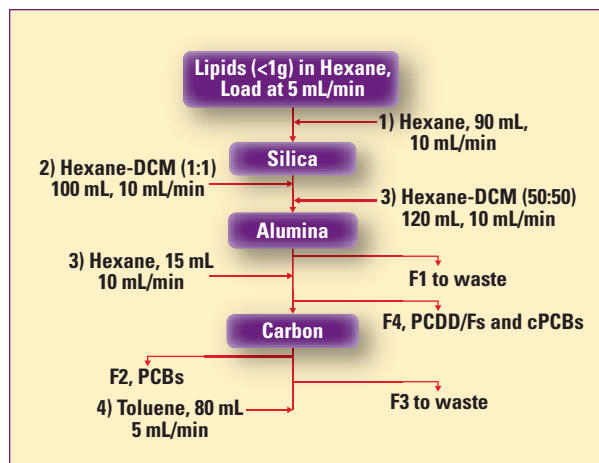 Lipids (<1g) in Hexane,
Load at 5 mL/min
1) Hexane, 90 mL,
10 mL/min
Silica
2) Hexane-DCM (1:1)
100 mL, 10 mL/min
3) Hexane-DCM (50:50)
120 mL, 10 mL/min
Alumina
3) Hexane, 15 mL
10 mL/min
F1 to waste
F4, PCDD/Fs and cPCBs
Carbon
F2, PCBs
F3 to waste
4) Toluene, 80 mL
5 mL/min